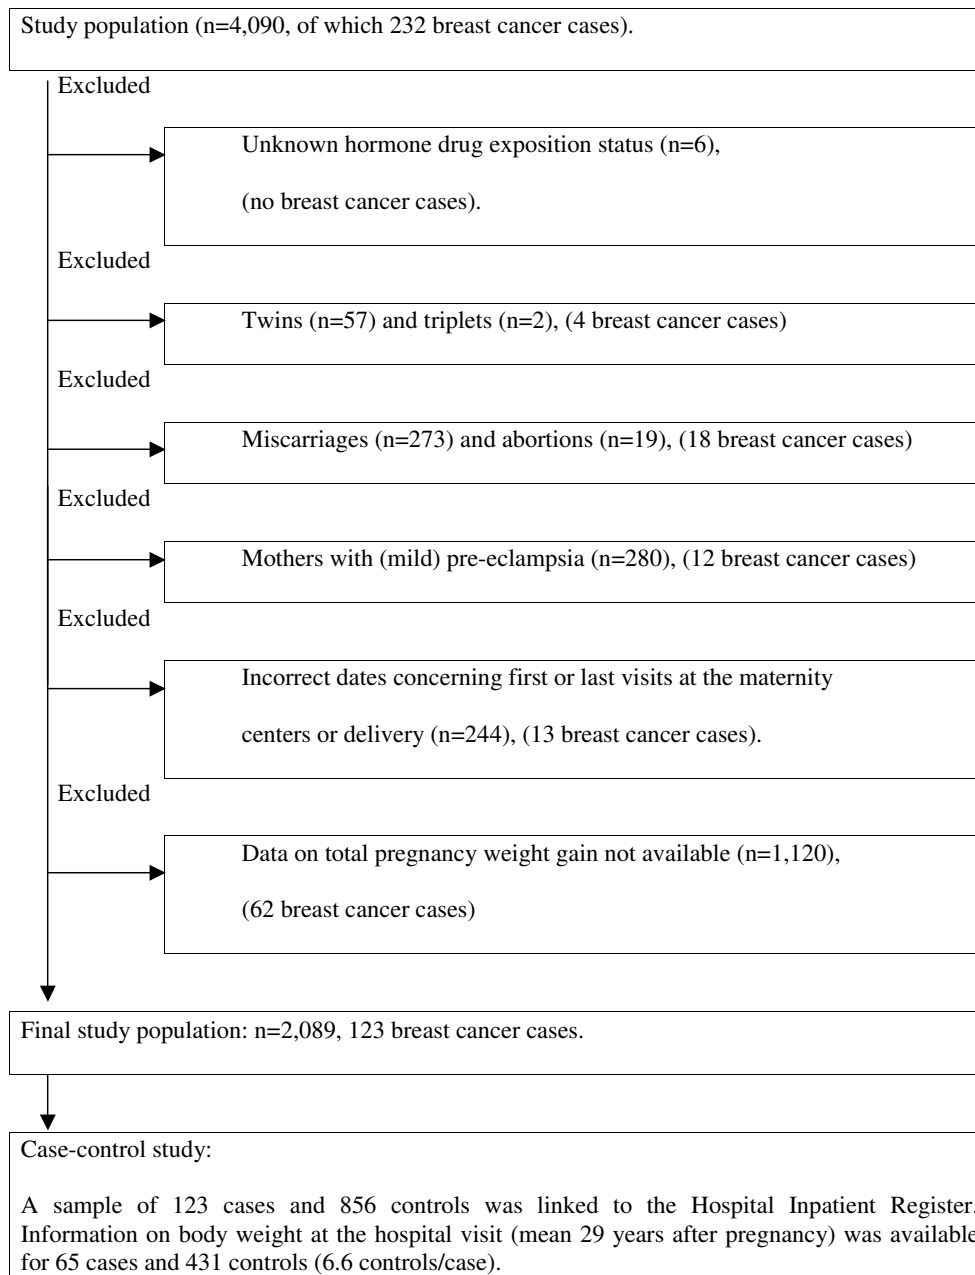 Study population (n=4,090, of which 232 breast cancer cases).
Excluded
Unknown hormone drug exposition status (n=6),
(no breast cancer cases).
Excluded
Twins (n=57) and triplets (n=2), (4 breast cancer cases)
Excluded
Miscarriages (n=273) and abortions (n=19), (18 breast cancer cases)
Excluded
Mothers with (mild) pre-eclampsia (n=280), (12 breast cancer cases)
Excluded
Incorrect dates concerning first or last visits at the maternity
centers or delivery (n=244), (13 breast cancer cases).
Excluded
Data on total pregnancy weight gain not available (n=1,120),
(62 breast cancer cases)
Final study population: n=2,089, 123 breast cancer cases.
Case-control study:
A sample of 123 cases and 856 controls was linked to the Hospital Inpatient Register.
Information on body weight at the hospital visit (mean 29 years after pregnancy) was available
for 65 cases and 431 controls (6.6 controls/case).